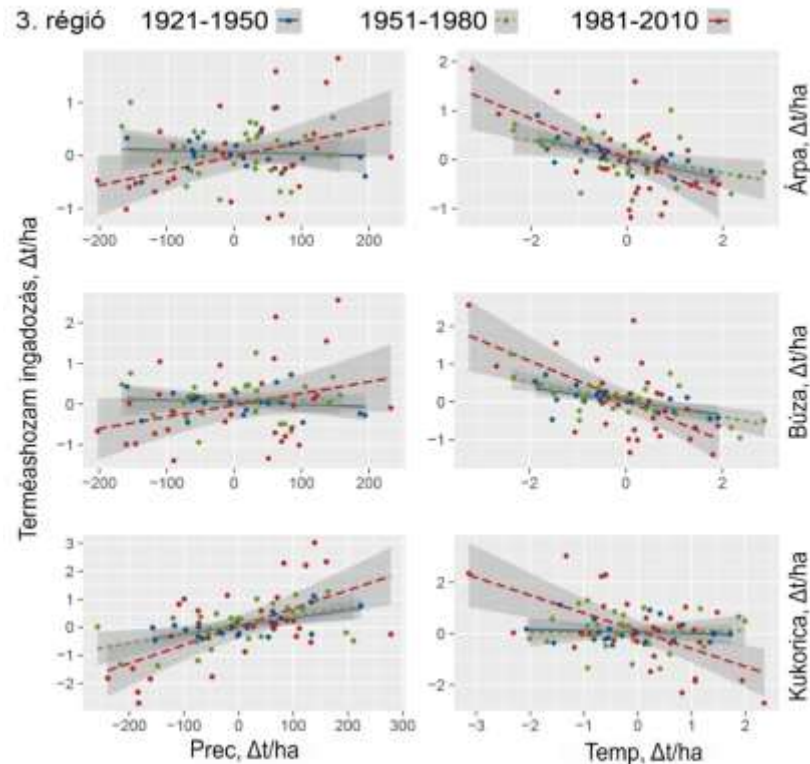 3. régió 1921-1950 1951-1980 1981-2010
Terméashozam ingadozás, Δt/ha
1
0
−1
−200 −100 0 100 200
2
1
0
−1
−2 0 2
Árpa, Δt/ha
2
1
0
−1
−200 −100 0 100 200
2
1
0
−1
−2 0 2
Búza, Δt/ha
3
2
1
0
−1
−2
−200 −100 0 100 200 300
Prec, Δt/ha
2
0
−2
−3 −2 −1 0 1 2
Temp, Δt/ha
Kukorica, Δt/ha